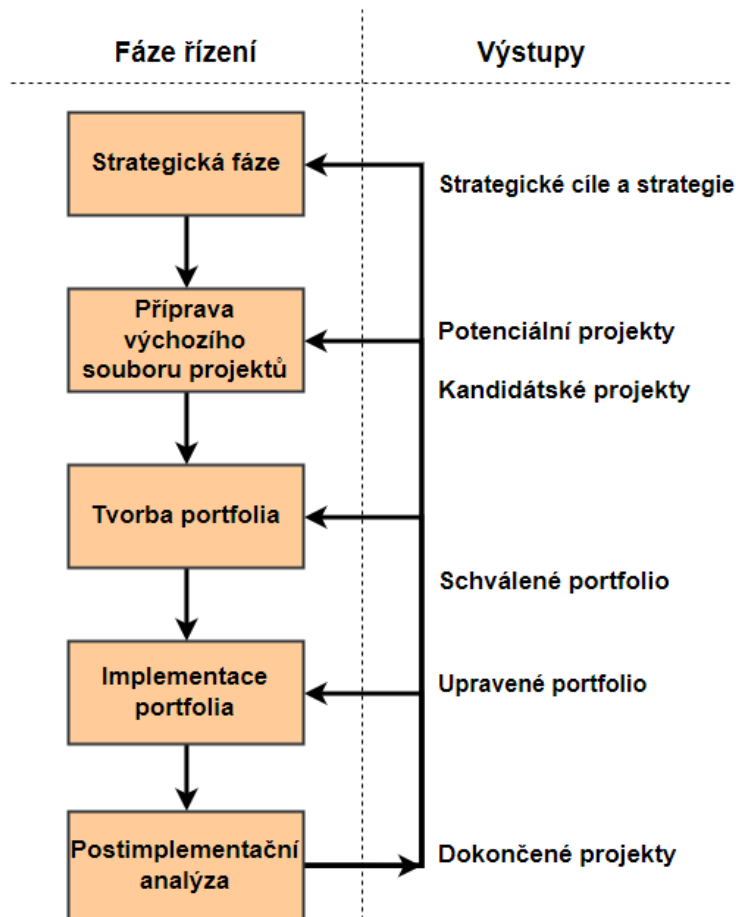 Fáze řízení
Výstupy
Strategická fáze
Strategické cíle a strategie
Příprava
výchozího
souboru projektů
Potenciální projekty
Kandidátské projekty
Tvorba portfolia
Schválené portfolio
Implementace
portfolia
Upravené portfolio
Postimplementační
analýza
Dokončené projekty